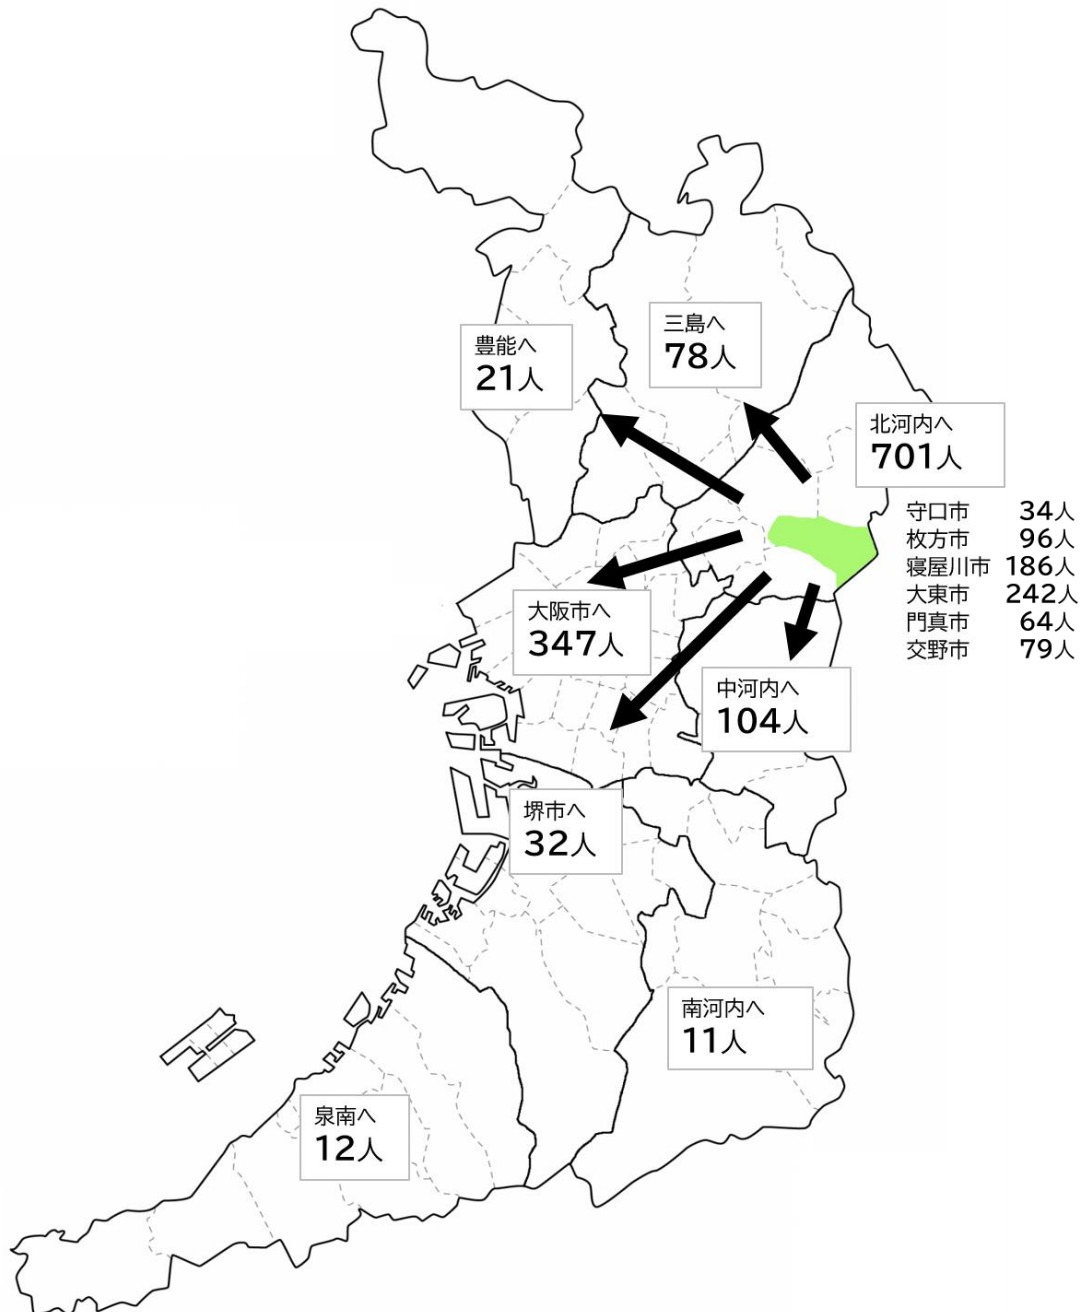 三島へ
78人
豊能へ
21人
北河内へ
701人
守口市 34人
枚方市 96人
寝屋川市 186人
大東市 242人
門真市 64人
交野市 79人
大阪市へ
347人
中河内へ
104人
堺市へ
32人
南河内へ
11人
泉南へ
12人